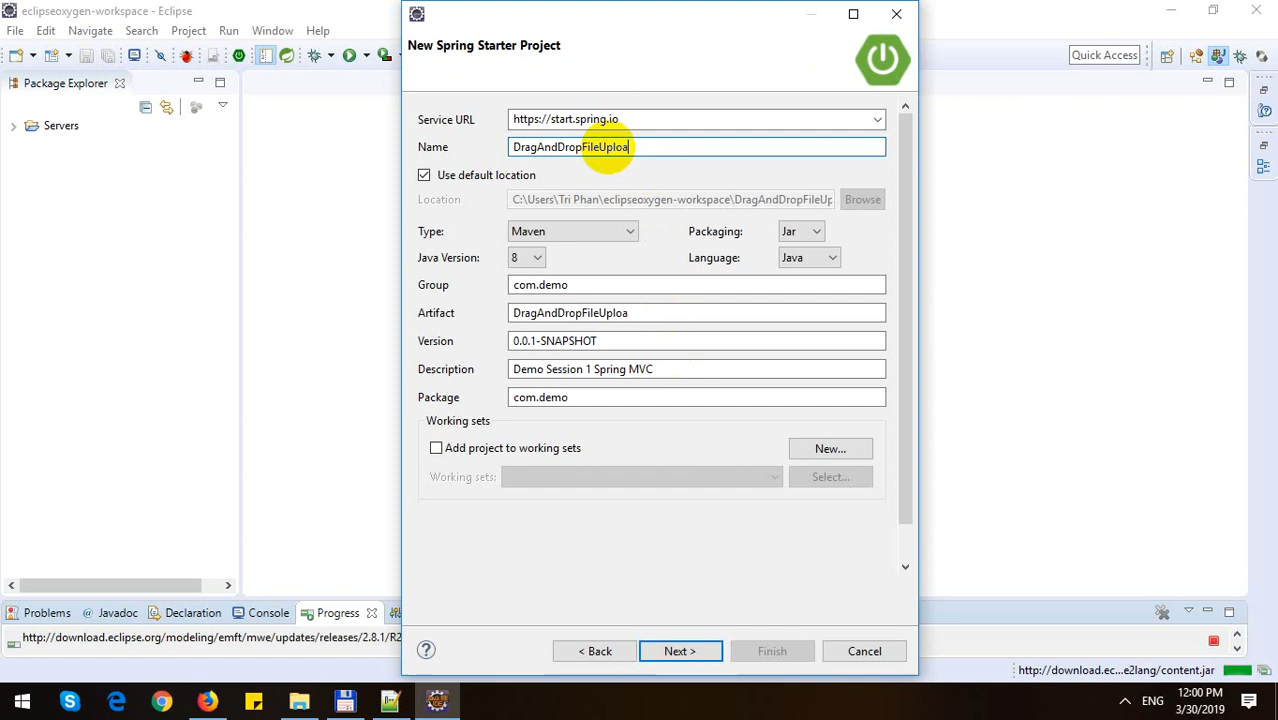 eclipseoxygen-workspace - Eclipse
File Edit Navigate Search Project Run Window Help
Quick Access
Package Explorer
Servers
New Spring Starter Project
Service URL https://start.spring.io
Name DragAndDropFileUploa
Use default location
Location C:\Users\Tri Phan\eclipseoxygen-workspace\DragAndDropFileUp Browse
Type: Maven Packaging: Jar
Java Version: 8 Language: Java
Group com.demo
Artifact DragAndDropFileUploa
Version 0.0.1-SNAPSHOT
Description Demo Session 1 Spring MVC
Package com.demo
Working sets
Add project to working sets New...
Working sets: Select...
< Back Next > Finish Cancel
Problems Javadoc Declaration Console Progress
http://download.eclipse.org/modeling/emft/mwe/updates/releases/2.8.1/R2
http://download.ec...e2lang/content.jar
ENG 12:00 PM
3/30/2019